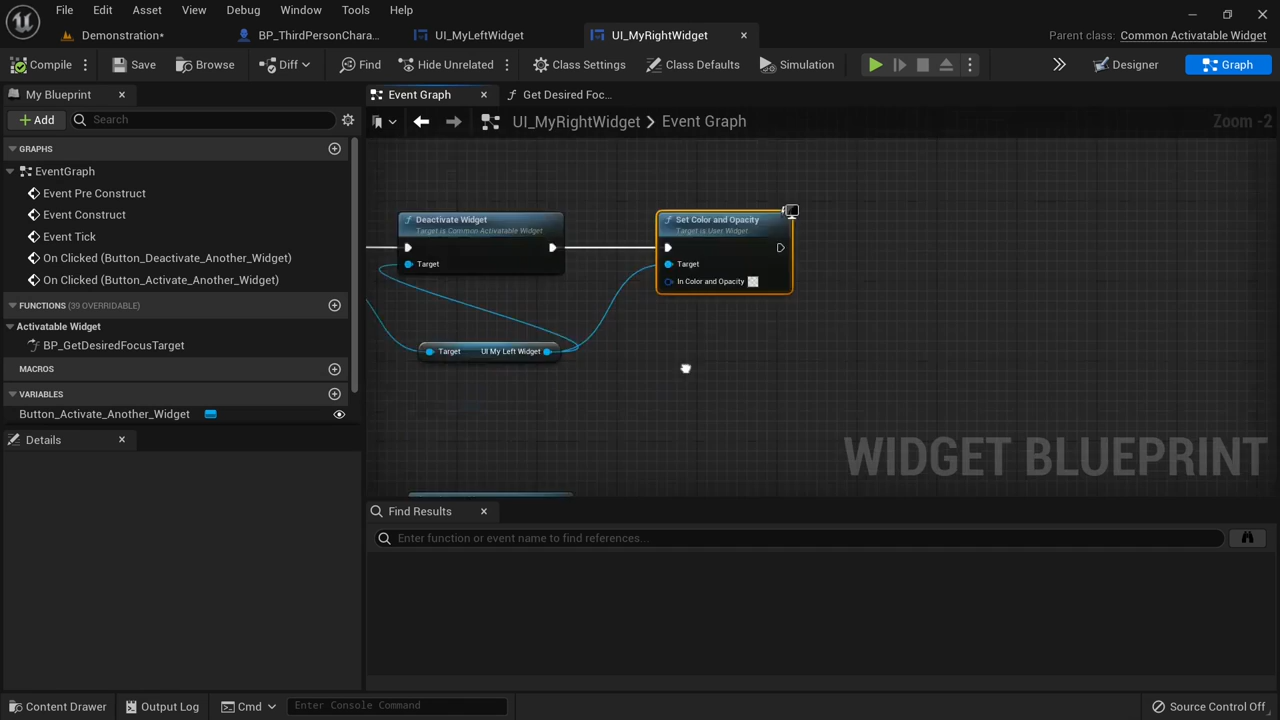 File Edit Asset View Debug Window Tools Help
Demonstration* BP_ThirdPersonChara... UI_MyLeftWidget UI_MyRightWidget Parent class: Common Activatable Widget
Compile Save Browse Diff Find Hide Unrelated Class Settings Class Defaults Simulation Designer Graph
My Blueprint
Event Graph Get Desired Foc...
Add Search
UI_MyRightWidget > Event Graph Zoom -2
GRAPHS
EventGraph
Event Pre Construct
Event Construct
Event Tick
On Clicked (Button_Deactivate_Another_Widget)
On Clicked (Button_Activate_Another_Widget)
FUNCTIONS (39 OVERRIDABLE)
Activatable Widget
BP_GetDesiredFocusTarget
MACROS
VARIABLES
Button_Activate_Another_Widget
Details
Deactivate Widget
Target is Common Activatable Widget
Target
Set Color and Opacity
Target is User Widget
Target
In Color and Opacity
Target UI My Left Widget
WIDGET BLUEPRINT
Find Results
Enter function or event name to find references...
Content Drawer Output Log Cmd Enter Console Command Source Control Off